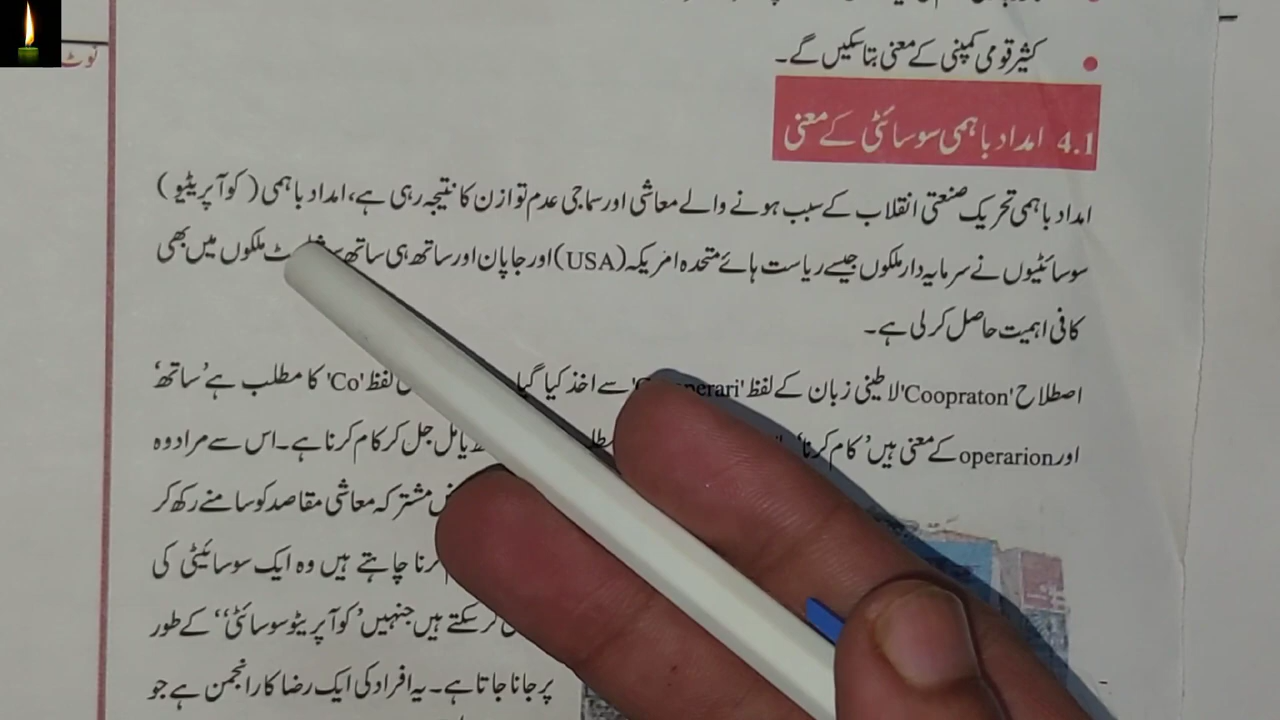 نوٹ
کثیر قومی کمپنی کے معنی بتا سکیں گے۔
4.1 امداد باہمی سوسائٹی کے معنی
امداد باہمی تحریک صنعتی انقلاب کے سبب ہونے والے معاشی اور سماجی عدم توازن کا نتیجہ رہی ہے، امداد باہمی (کوآپریٹیو)
سوسائٹیوں نے سرمایہ دار ملکوں جیسے ریاست ہائے متحدہ امریکہ (USA) اور جاپان اور ساتھ ہی ساتھ ملکوں میں بھی
کافی اہمیت حاصل کرلی ہے۔
اصطلاح 'Coopraton' لاطینی زبان کے لفظ سے اخذ کیا گیا لفظ 'Co' کا مطلب ہے 'ساتھ'
اور operarion کے معنی ہیں 'کام کرنا' یا مل جل کر کام کرنا ہے۔ اس سے مراد وہ
مشترکہ معاشی مقاصد کو سامنے رکھ کر
کرنا چاہتے ہیں وہ ایک سوسائیٹی کی
کرسکتے ہیں جنہیں 'کوآپریٹو سوسائٹی'' کے طور
پر جانا جاتا ہے۔ یہ افراد کی ایک رضا کار انجمن ہے جو